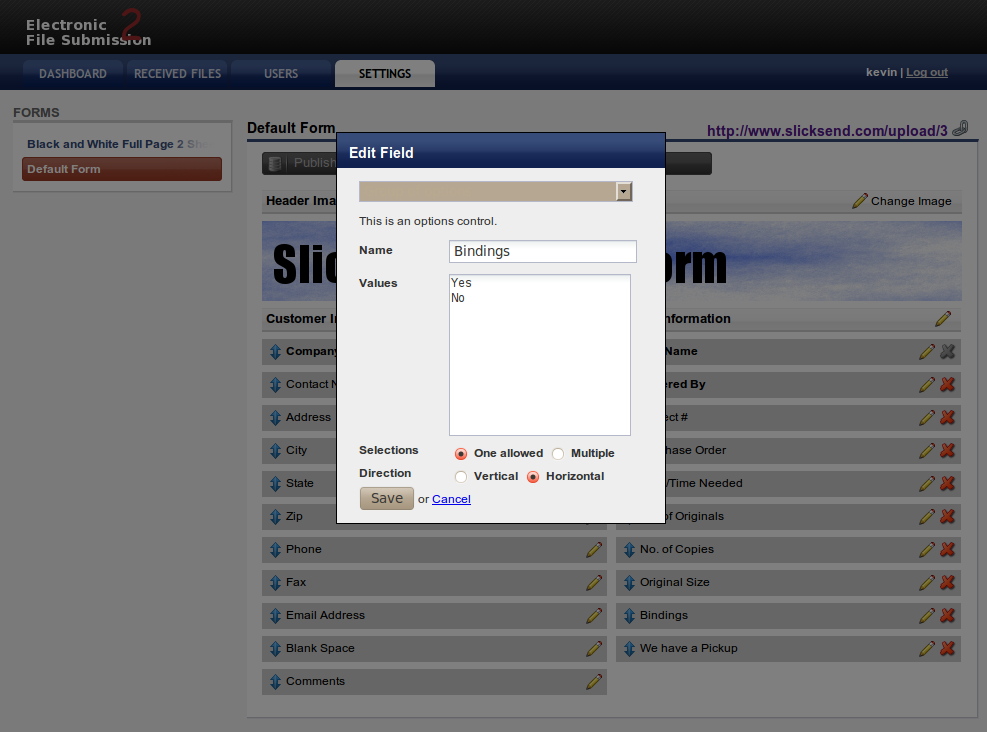 Electronic 2
File Submission
DASHBOARD RECEIVED FILES USERS SETTINGS
kevin | Log out
FORMS
Black and White Full Page 2
Default Form
Default Form
http://www.slicksend.com/upload/3
Publish
Header Ima
Change Image
Slic
orm
Customer I
nformation
Edit Field
This is an options control.
Name Bindings
Values Yes
No
Selections One allowed Multiple
Direction Vertical Horizontal
Save or Cancel
Company
Name
Contact N
ered By
Address
ect #
City
hase Order
State
/Time Needed
Zip
of Originals
Phone
No. of Copies
Fax
Original Size
Email Address
Bindings
Blank Space
We have a Pickup
Comments